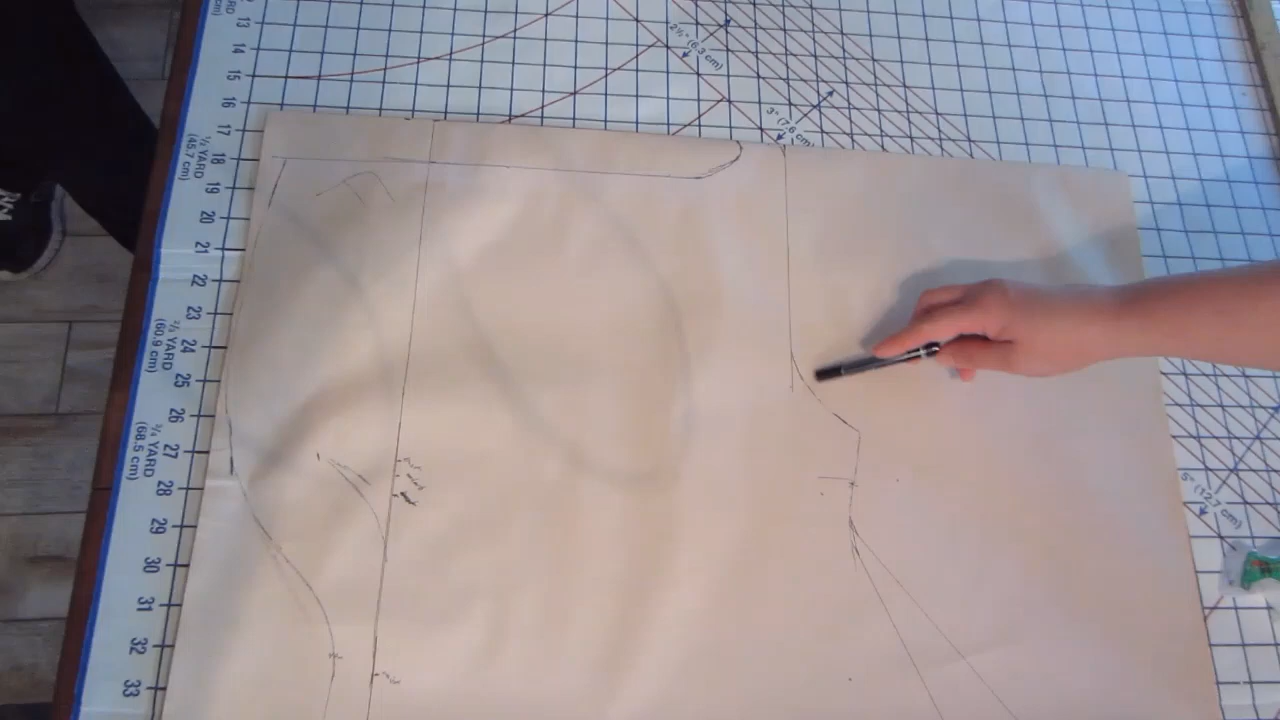 13
14
15
16
17
½ YARD
(45.7 cm)
18
19
20
21
22
23
⅔ YARD
(60.9 cm)
24
25
26
¾ YARD
(68.5 cm)
27
28
29
30
31
32
33
2½" (6.3 cm)
3" (7.6 cm)
5" (12.7 cm)